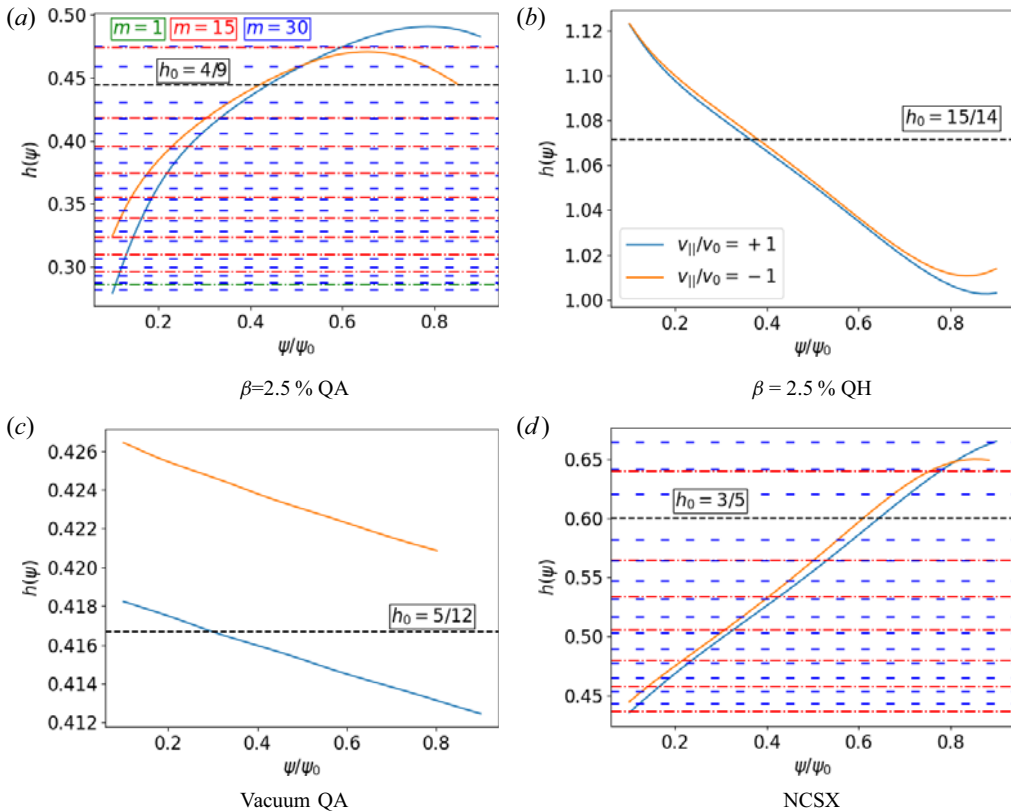 (a)
m = 1 m = 15 m = 30
h₀ = 4/9
h(ψ)
0.50
0.45
0.40
0.35
0.30
0.2 0.4 0.6 0.8
ψ/ψ₀
β=2.5 % QA
(b)
h₀ = 15/14
h(ψ)
1.12
1.10
1.08
1.06
1.04
1.02
1.00
v||/v₀ = + 1
v||/v₀ = − 1
0.2 0.4 0.6 0.8
ψ/ψ₀
β = 2.5 % QH
(c)
h(ψ)
0.426
0.424
0.422
0.420
0.418
0.416
0.414
0.412
h₀ = 5/12
0.2 0.4 0.6 0.8
ψ/ψ₀
Vacuum QA
(d)
h₀ = 3/5
h(ψ)
0.65
0.60
0.55
0.50
0.45
0.2 0.4 0.6 0.8
ψ/ψ₀
NCSX